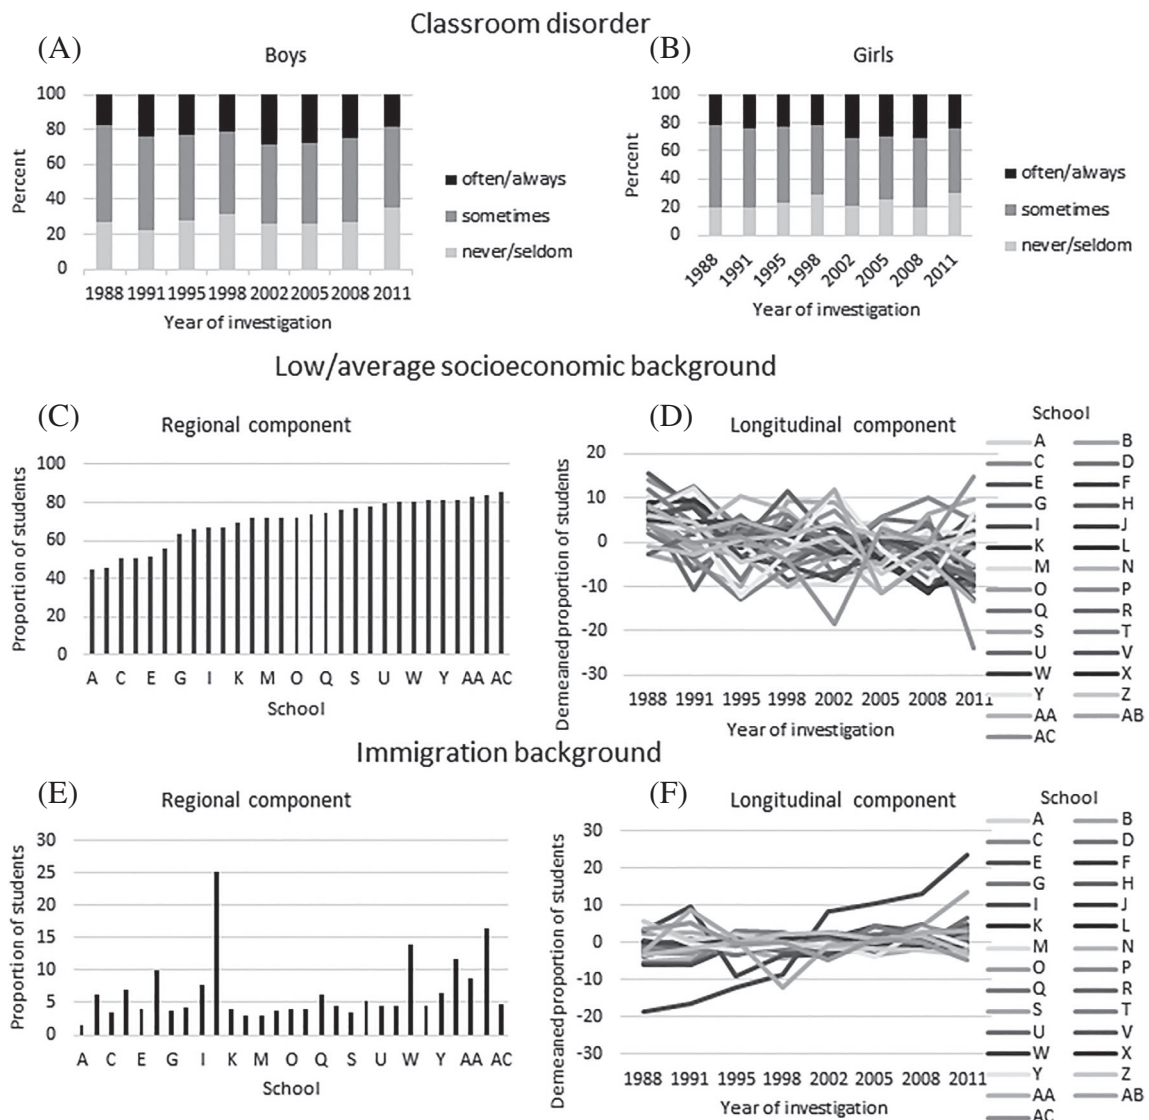 Classroom disorder
(A)
Boys
100
80
60
40
20
0
Percent
often/always
sometimes
never/seldom
1988 1991 1995 1998 2002 2005 2008 2011
Year of investigation
(B)
Girls
100
80
60
40
20
0
Percent
often/always
sometimes
never/seldom
1988 1991 1995 1998 2002 2005 2008 2011
Year of investigation
Low/average socioeconomic background
(C)
Regional component
100
80
60
40
20
0
Proportion of students
A C E G I K M O Q S U W Y AA AC
School
(D)
Longitudinal component
20
10
0
-10
-20
-30
Demeaned proportion of students
1988 1991 1995 1998 2002 2005 2008 2011
Year of investigation
School
A B
C D
E F
G H
I J
K L
M N
O P
Q R
S T
U V
W X
Y Z
AA AB
AC
Immigration background
(E)
Regional component
30
25
20
15
10
5
0
Proportion of students
A C E G I K M O Q S U W Y AA AC
School
(F)
Longitudinal component
30
20
10
0
-10
-20
-30
Demeaned proportion of students
1988 1991 1995 1998 2002 2005 2008 2011
Year of investigation
School
A B
C D
E F
G H
I J
K L
M N
O P
Q R
S T
U V
W X
Y Z
AA AB
AC